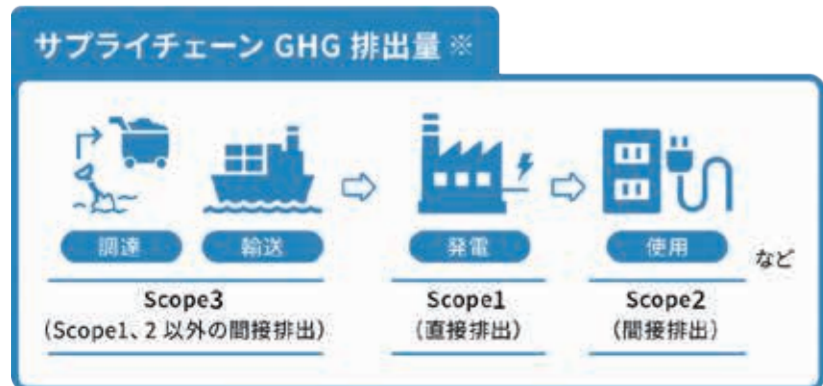 サプライチェーン GHG 排出量 ※
調達
輸送
発電
使用
など
Scope3
（Scope1、2 以外の間接排出）
Scope1
（直接排出）
Scope2
（間接排出）